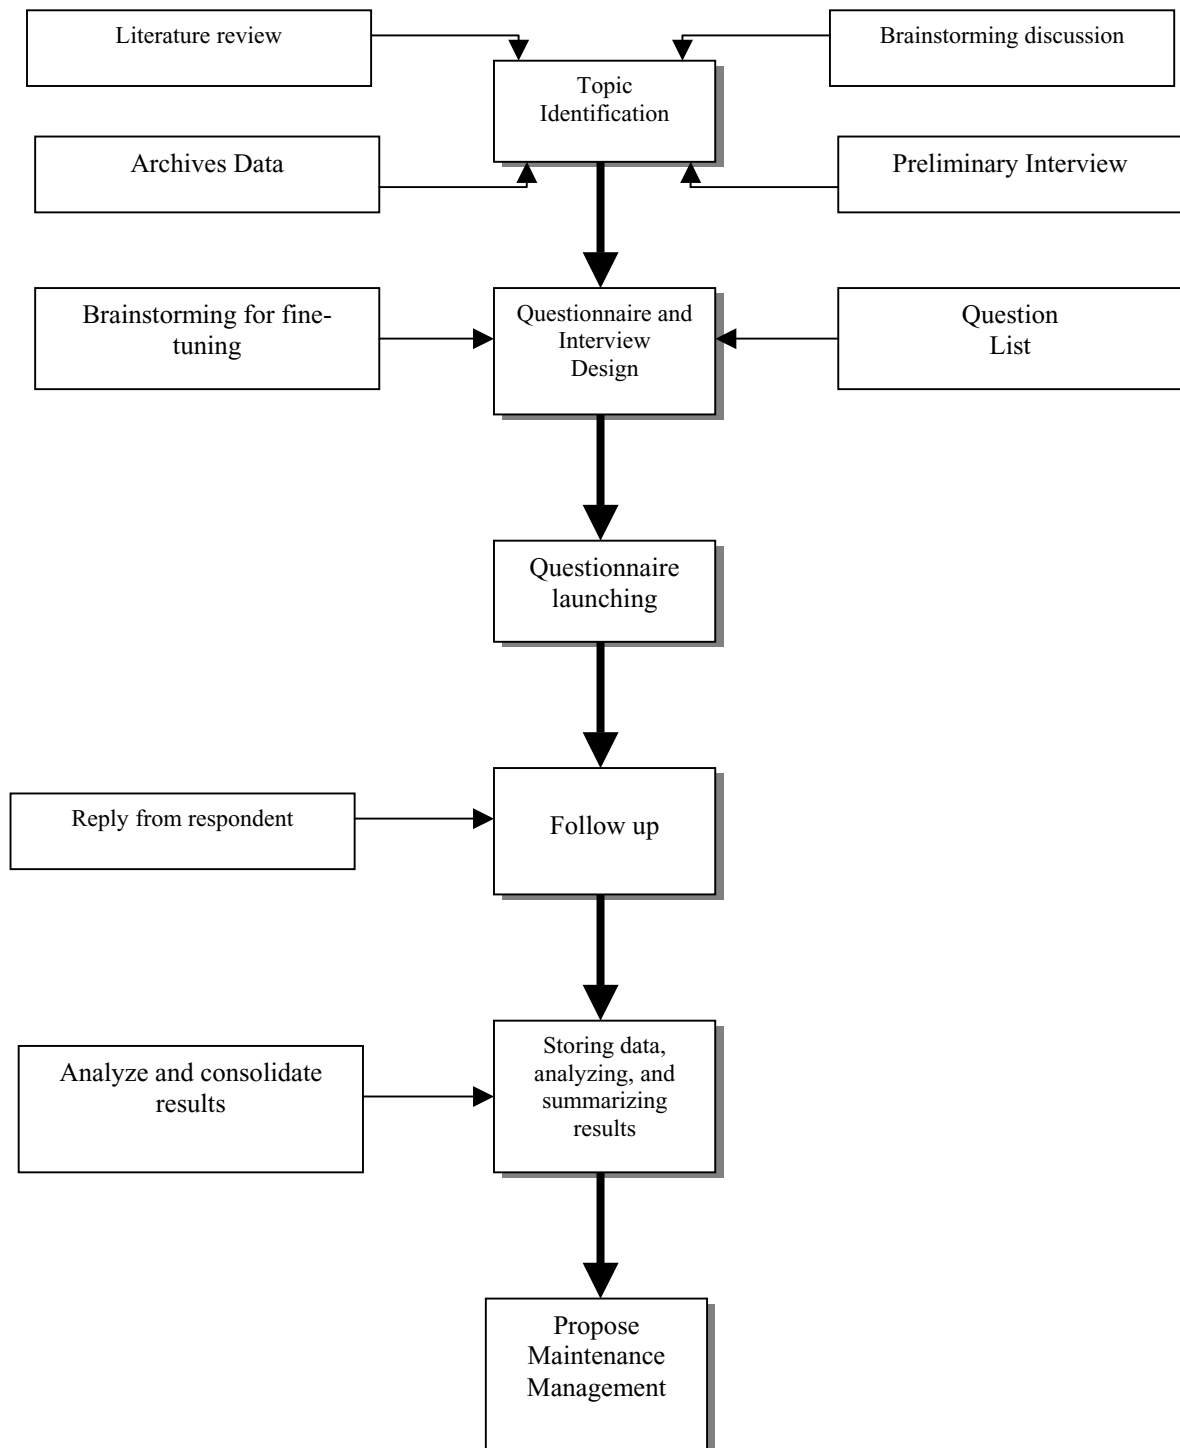 Literature review
Brainstorming discussion
Topic
Identification
Archives Data
Preliminary Interview
Brainstorming for fine-
tuning
Questionnaire and
Interview
Design
Question
List
Questionnaire
launching
Reply from respondent
Follow up
Analyze and consolidate
results
Storing data,
analyzing, and
summarizing
results
Propose
Maintenance
Management